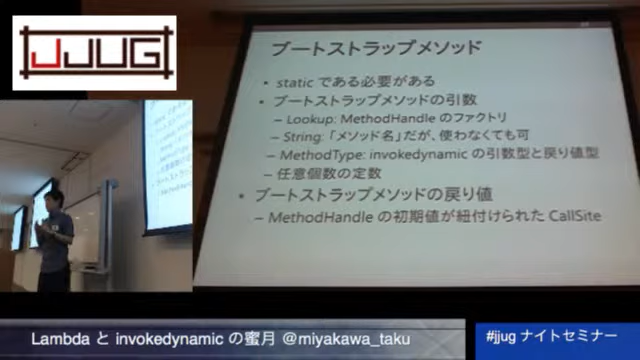 JJUG
ブートストラップメソッド
• static である必要がある
• ブートストラップメソッドの引数
– Lookup: MethodHandle のファクトリ
– String: 「メソッド名」だが、使わなくても可
– MethodType: invokedynamic の引数型と戻り値型
– 任意個数の定数
• ブートストラップメソッドの戻り値
– MethodHandle の初期値が紐付けられた CallSite
Lambda と invokedynamic の蜜月 @miyakawa_taku
#jjug ナイトセミナー